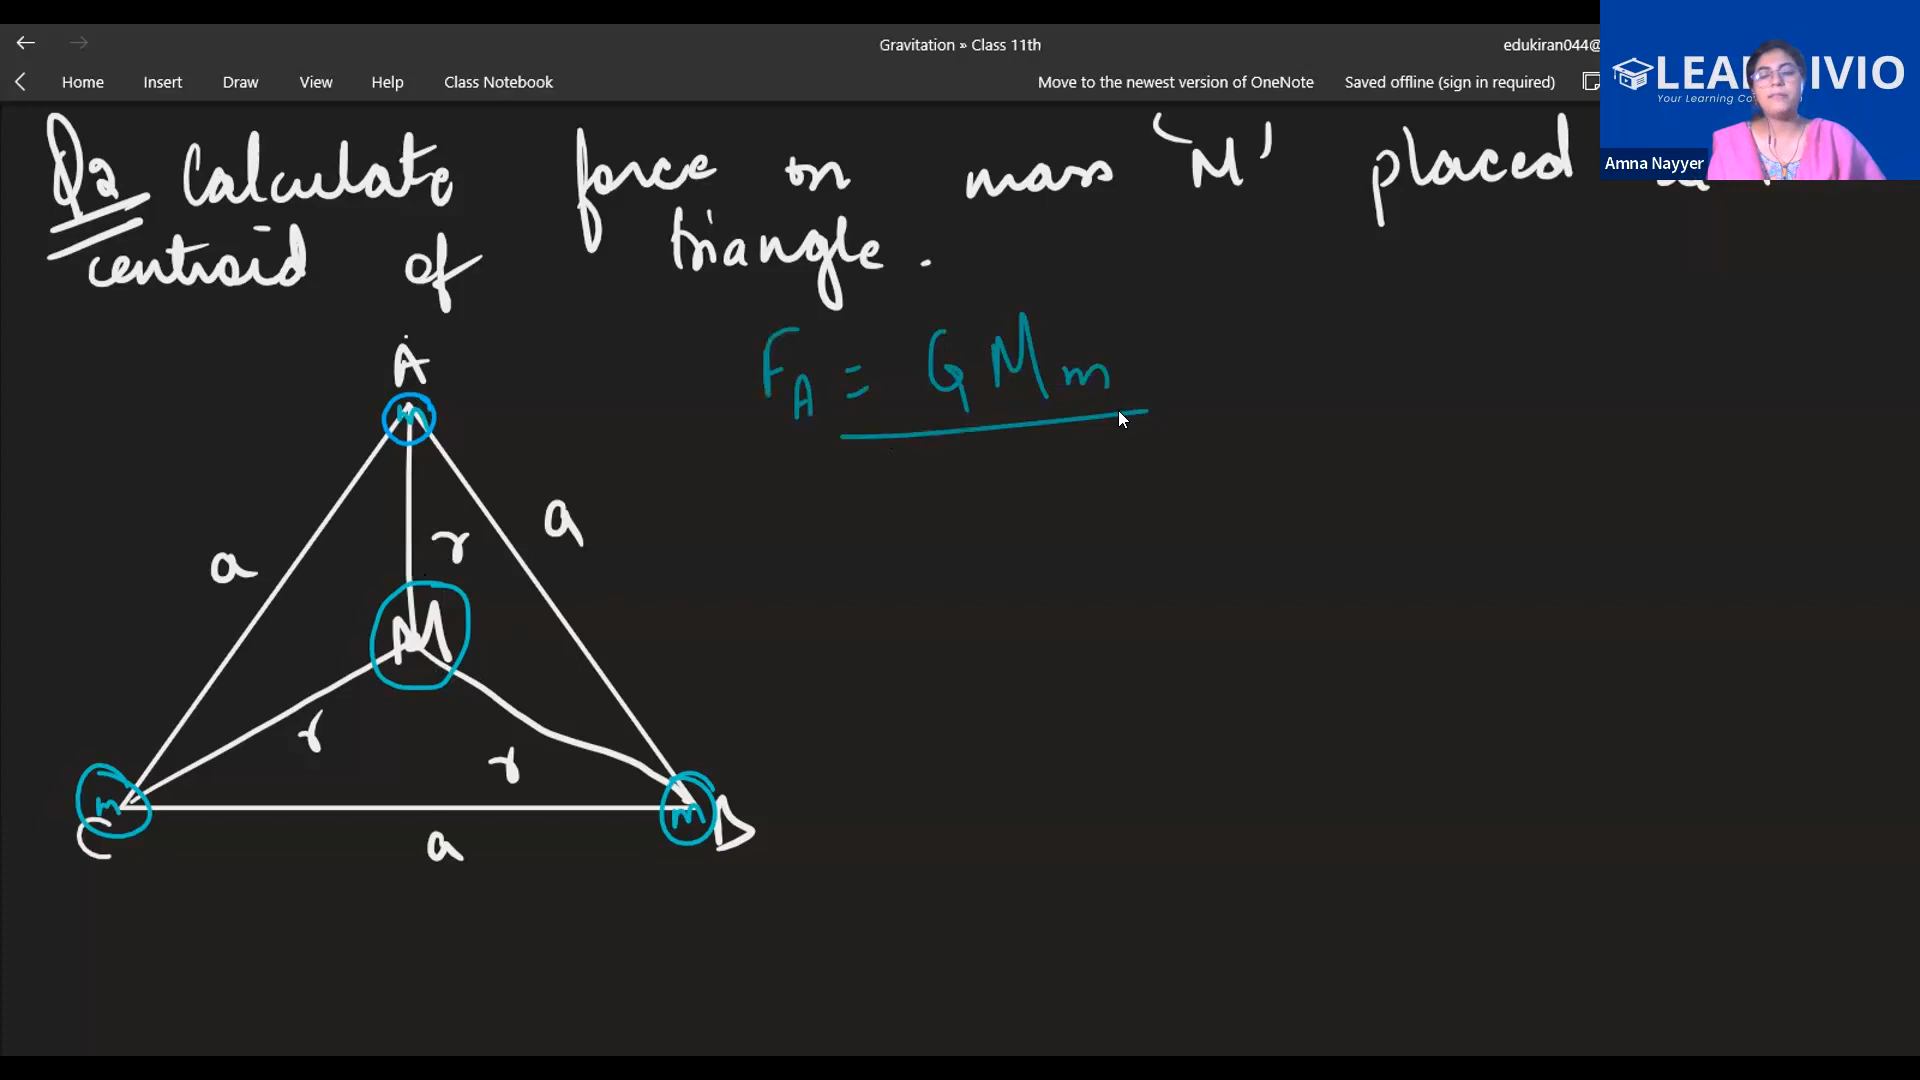 Gravitation » Class 11th
edukiran044@
Home Insert Draw View Help Class Notebook
Move to the newest version of OneNote Saved offline (sign in required)
Your Learning Co
Amna Nayyer
Q2 Calculate force on mass 'M' placed
centroid of triangle.
F_A = GMm
A
m
a
a
r
M
r
r
m
m
C
a